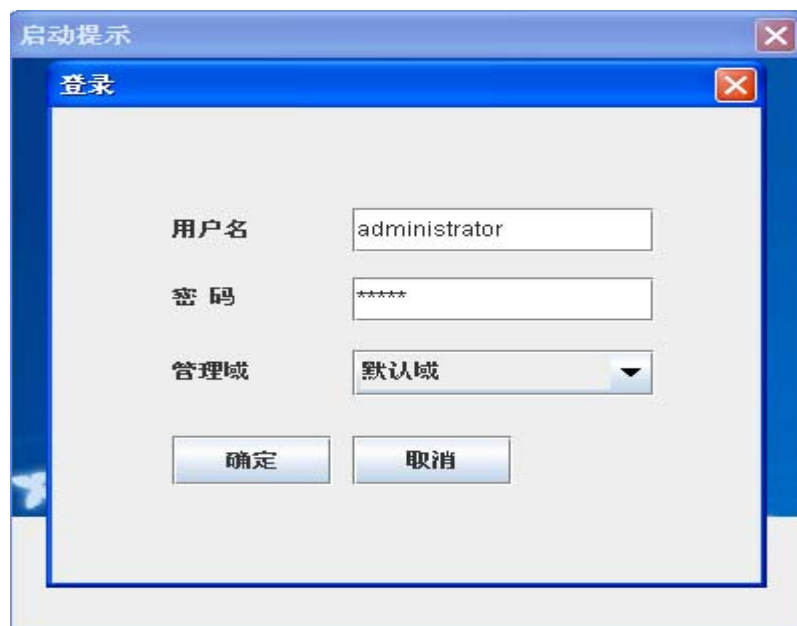 启动提示
登录
用户名
administrator
密 码
*****
管理域
默认域
确定
取消